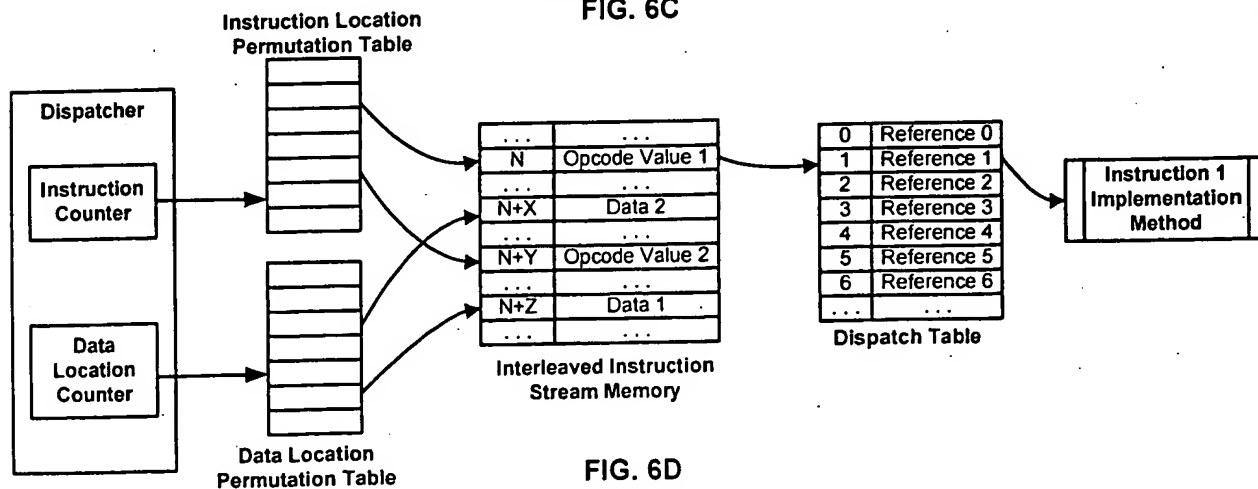 FIG. 6C
Instruction Location
Permutation Table
Dispatcher
Instruction
Counter
Data
Location
Counter
Data Location
Permutation Table
... ...
N Opcode Value 1
... ...
N+X Data 2
... ...
N+Y Opcode Value 2
... ...
N+Z Data 1
... ...
Interleaved Instruction
Stream Memory
0 Reference 0
1 Reference 1
2 Reference 2
3 Reference 3
4 Reference 4
5 Reference 5
6 Reference 6
... ...
Dispatch Table
Instruction 1
Implementation
Method
FIG. 6D